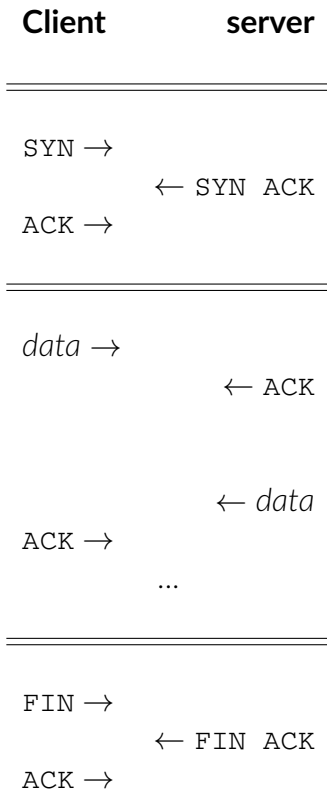 Client server
SYN →
← SYN ACK
ACK →
data →
← ACK
← data
ACK →
...
FIN →
← FIN ACK
ACK →